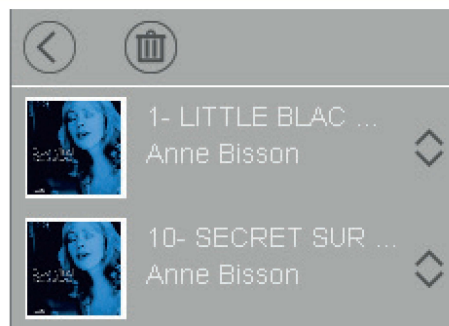 1- LITTLE BLAC ...
Anne Bisson
10- SECRET SUR ...
Anne Bisson